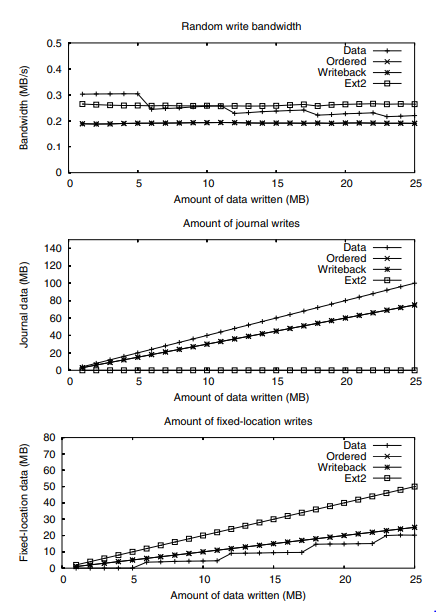 Random write bandwidth
Bandwidth (MB/s)
0.5
0.4
0.3
0.2
0.1
0
Data
Ordered
Writeback
Ext2
0 5 10 15 20 25
Amount of data written (MB)
Amount of journal writes
Journal data (MB)
140
120
100
80
60
40
20
0
Data
Ordered
Writeback
Ext2
0 5 10 15 20 25
Amount of data written (MB)
Amount of fixed-location writes
Fixed-location data (MB)
80
70
60
50
40
30
20
10
0
Data
Ordered
Writeback
Ext2
0 5 10 15 20 25
Amount of data written (MB)